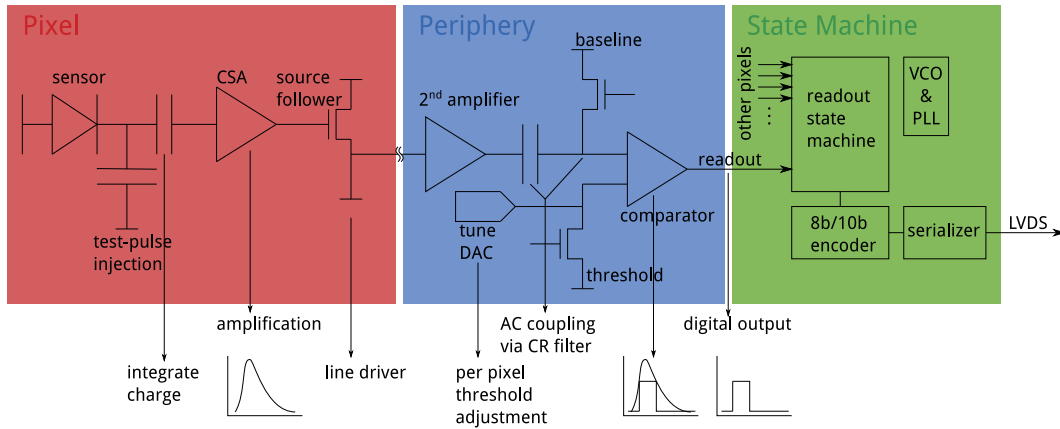 Pixel
Periphery
State Machine
sensor
CSA
source
follower
test-pulse
injection
baseline
2nd amplifier
tune
DAC
threshold
comparator
readout
other pixels
...
readout
state
machine
VCO
&
PLL
8b/10b
encoder
serializer
LVDS
amplification
AC coupling
via CR filter
digital output
integrate
charge
line driver
per pixel
threshold
adjustment